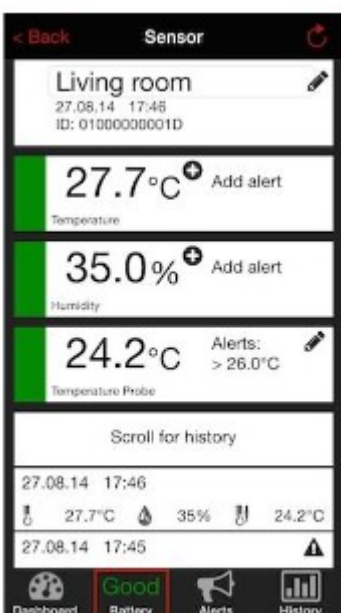 < Back Sensor
Living room
27.08.14 17:46
ID: 01000000001D
27.7°C Add alert
Temperature
35.0% Add alert
Humidity
24.2°C Alerts:
> 26.0°C
Temperature Probe
Scroll for history
27.08.14 17:46
27.7°C 35% 24.2°C
27.08.14 17:45
Good
Dashboard Battery Alerts History